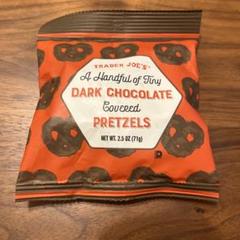 TRADER JOE'S
A Handful of Tiny
DARK CHOCOLATE
Covered
PRETZELS
NET WT. 2.5 OZ (71g)